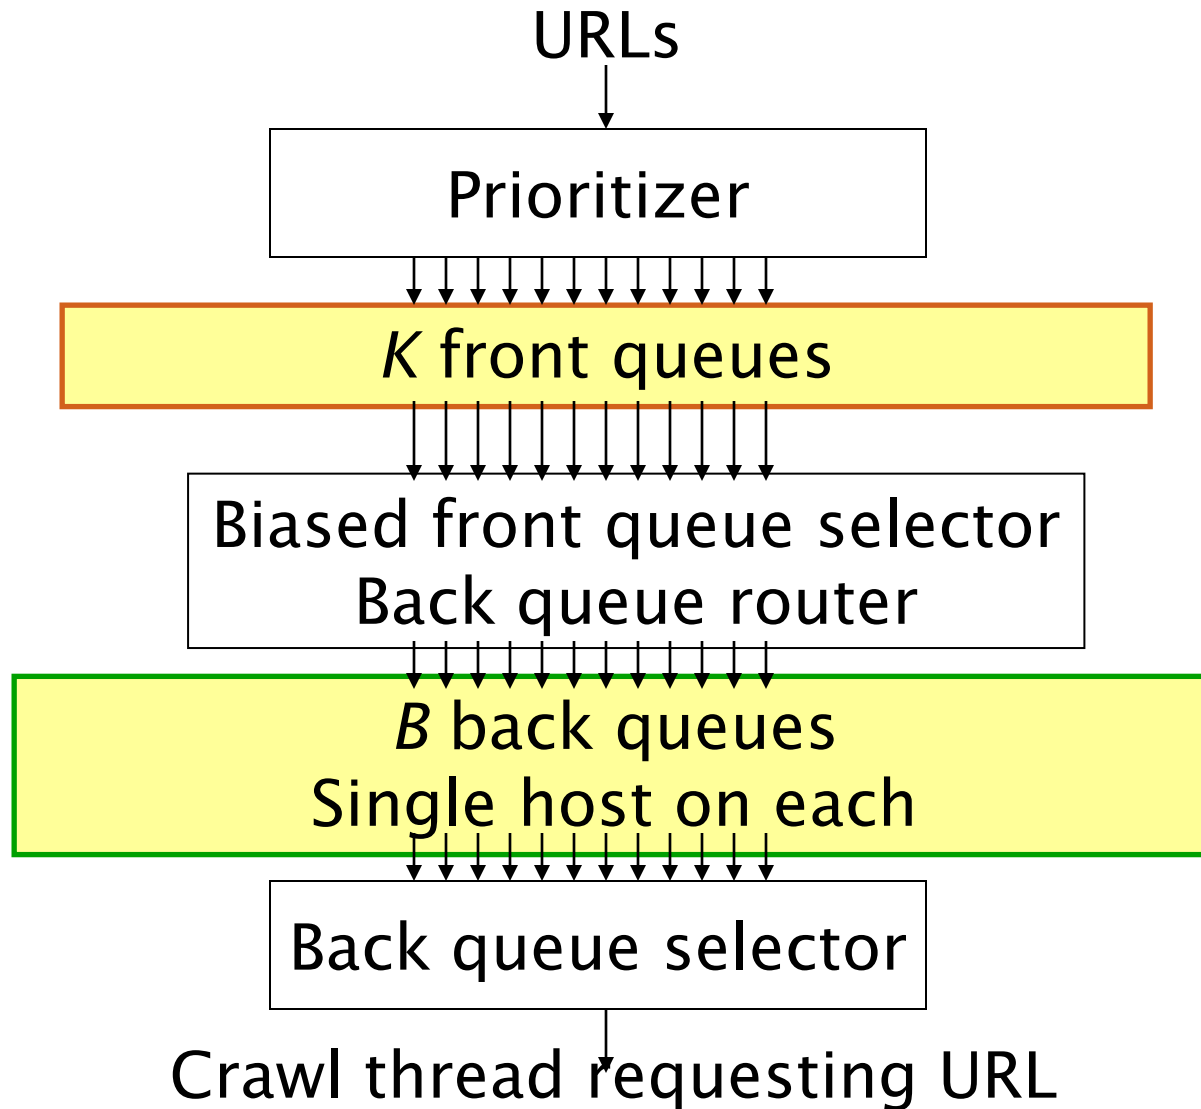 URLs
Prioritizer
K front queues
Biased front queue selector
Back queue router
B back queues
Single host on each
Back queue selector
Crawl thread requesting URL